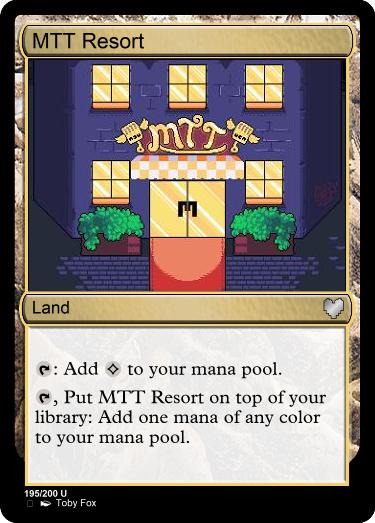 MTT Resort
MTT
M
Land
: Add to your mana pool.
, Put MTT Resort on top of your
library: Add one mana of any color
to your mana pool.
195/200 U
Toby Fox